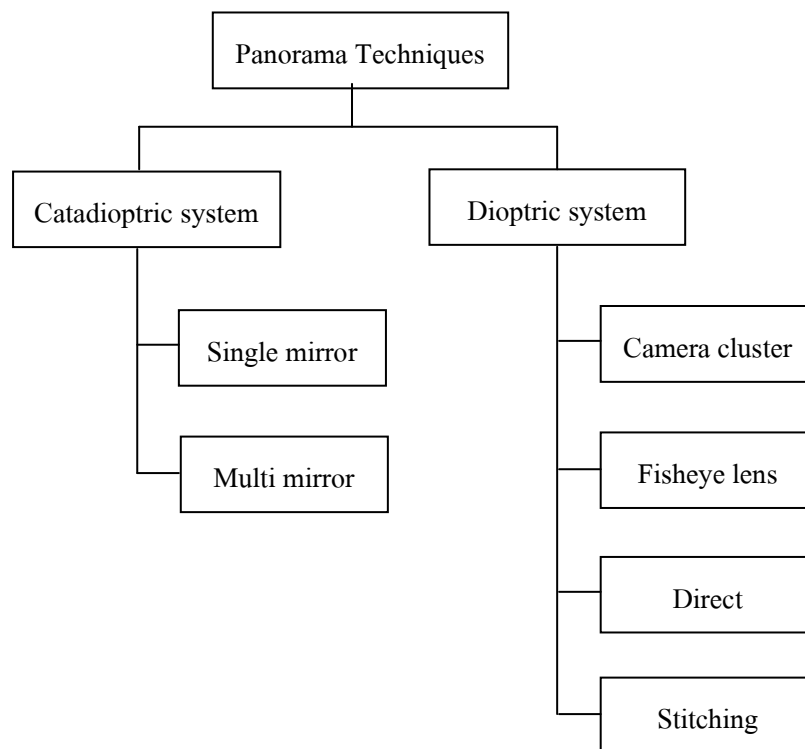 Panorama Techniques
Catadioptric system
Dioptric system
Single mirror
Multi mirror
Camera cluster
Fisheye lens
Direct
Stitching